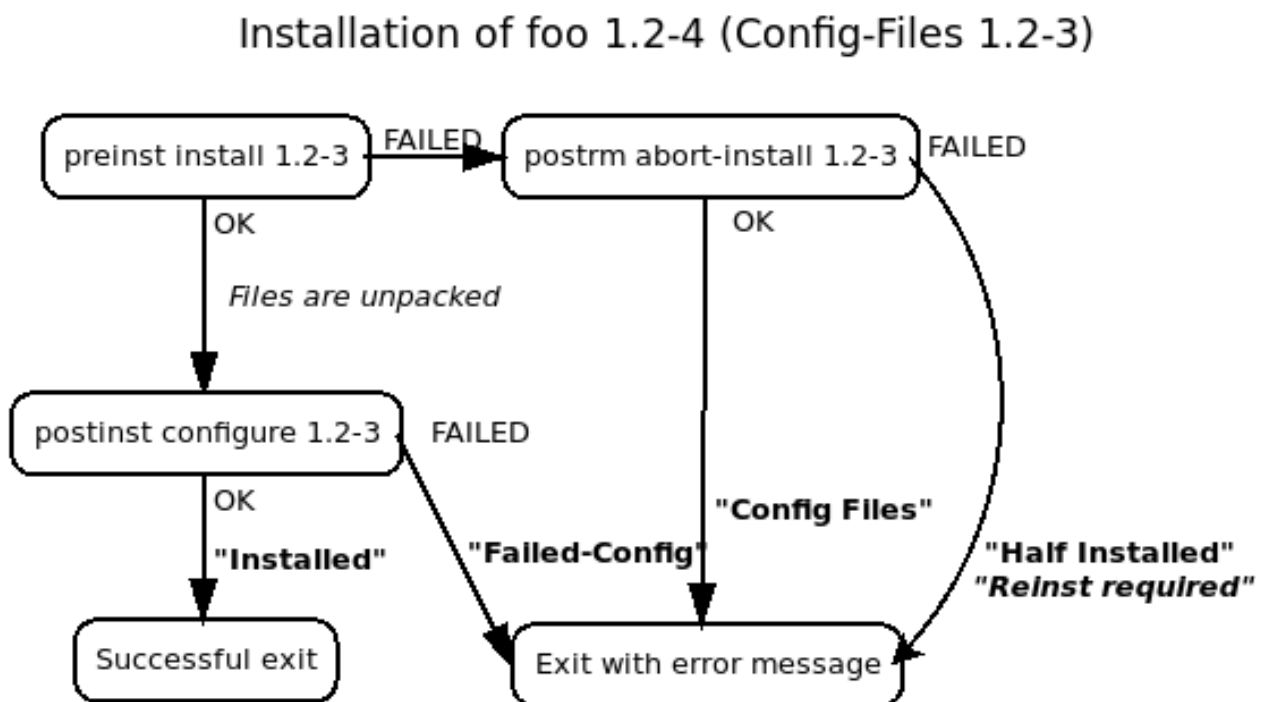 Installation of foo 1.2-4 (Config-Files 1.2-3)
preinst install 1.2-3
FAILED
postrm abort-install 1.2-3
FAILED
OK
OK
Files are unpacked
postinst configure 1.2-3
FAILED
OK
"Config Files"
"Installed"
"Failed-Config"
"Half Installed"
"Reinst required"
Successful exit
Exit with error message